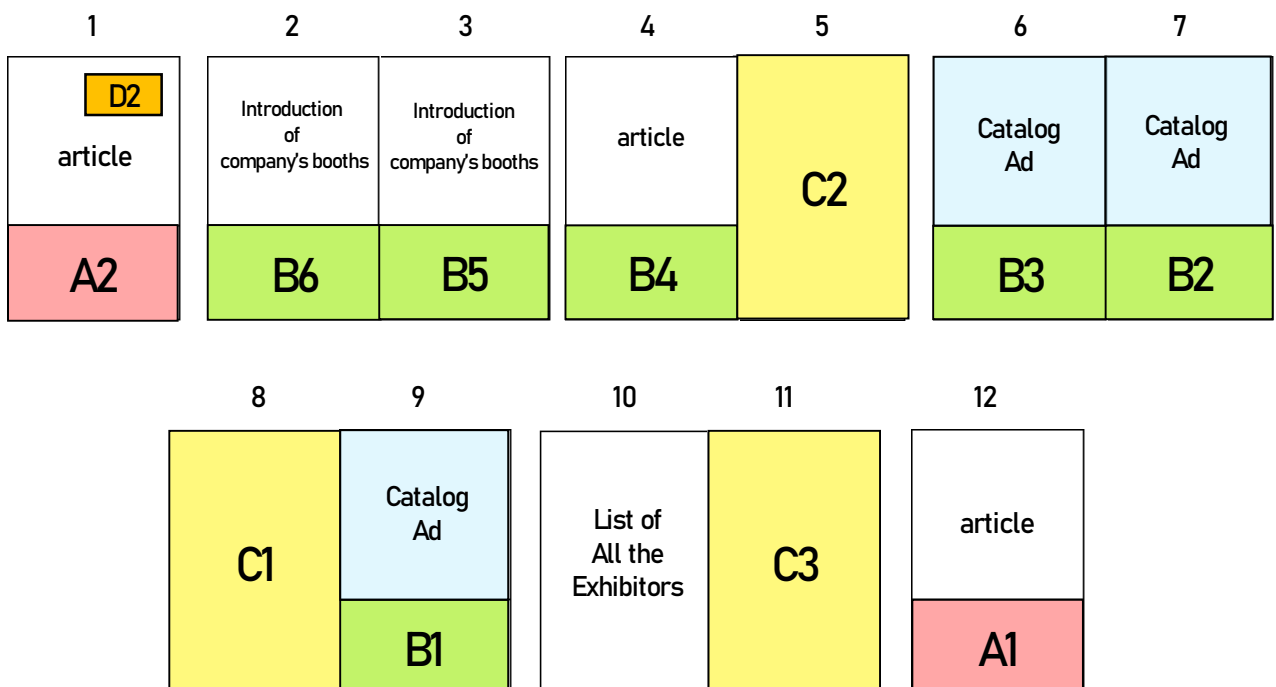 1
2
3
4
5
6
7
D2
article
Introduction
of
company's booths
Introduction
of
company's booths
article
C2
Catalog
Ad
Catalog
Ad
A2
B6
B5
B4
B3
B2
8
9
10
11
12
C1
Catalog
Ad
List of
All the
Exhibitors
C3
article
B1
A1